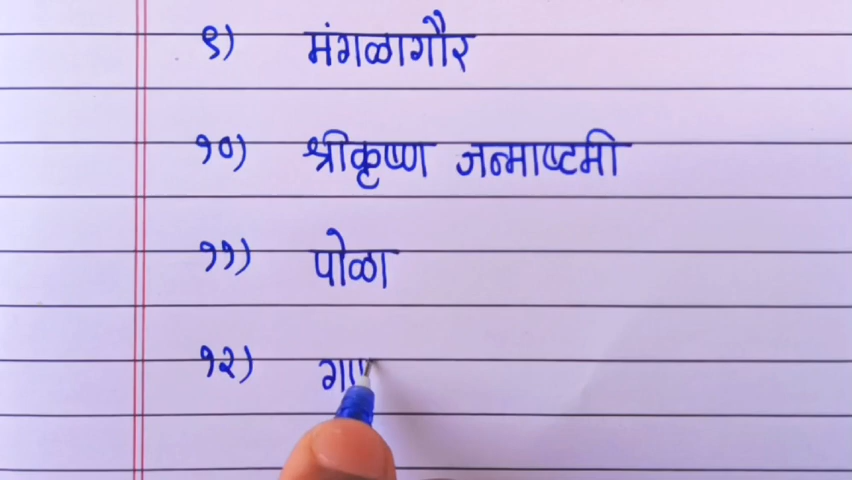 ९) मंगळागौर
१०) श्रीकृष्ण जन्माष्टमी
११) पोळा
१२)